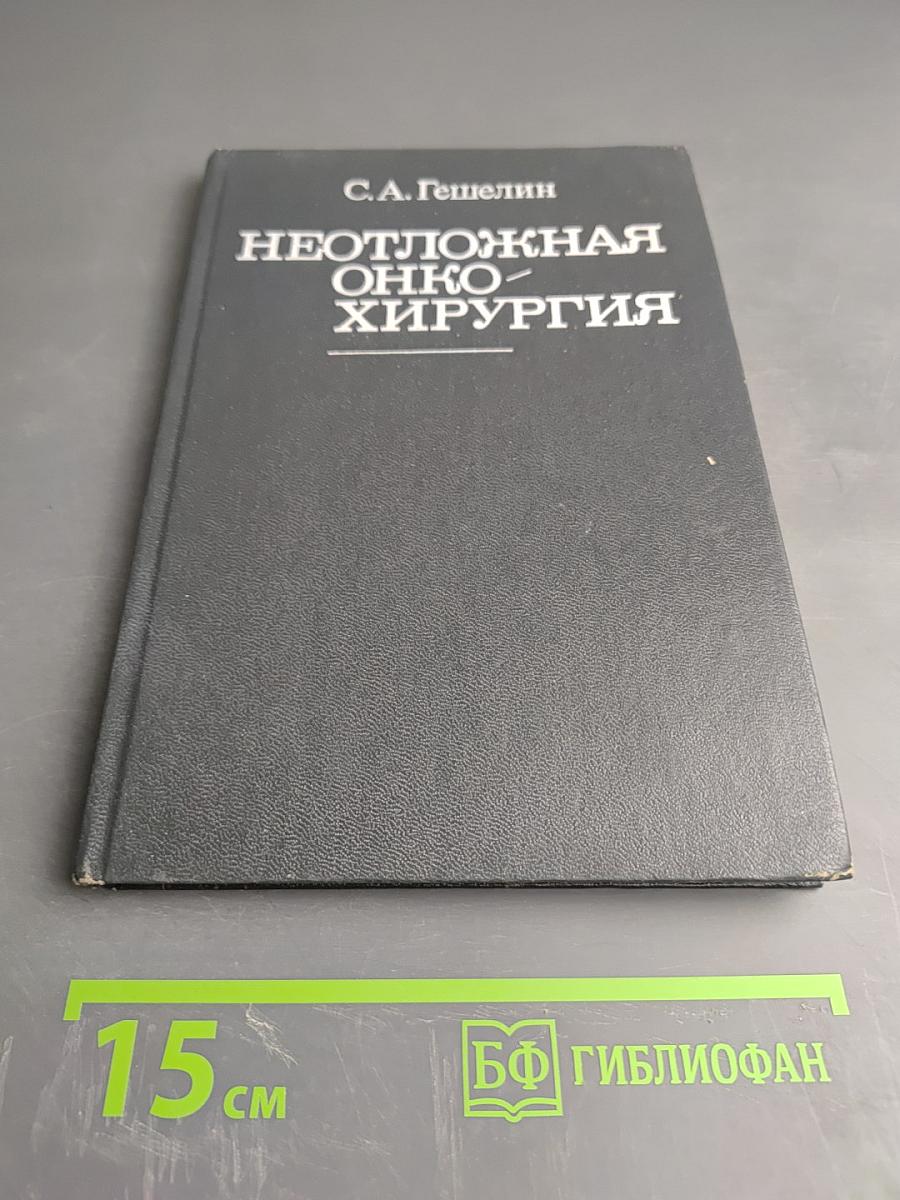 С. А. Гешелин
НЕОТЛОЖНАЯ
ОНКО-
ХИРУРГИЯ
15 см
БФ ГИБЛИОФАН